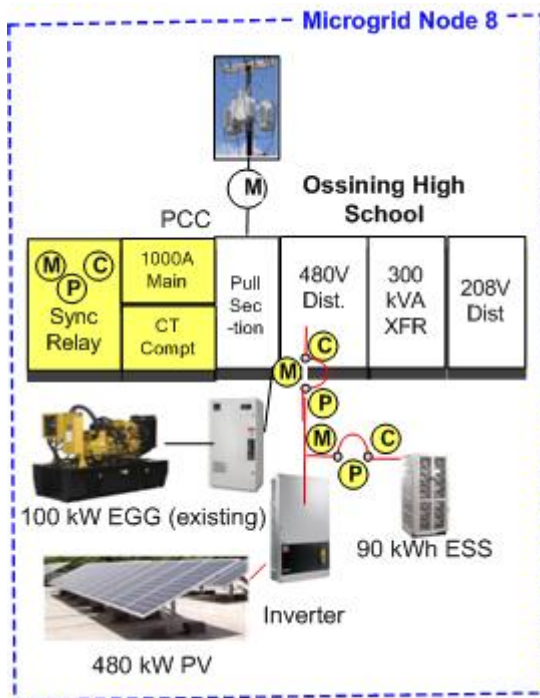 Microgrid Node 8
M
Ossining High
School
PCC
M
C
P
Sync
Relay
1000A
Main
CT
Compt
Pull
Sec
-tion
480V
Dist.
300
kVA
XFR
208V
Dist
C
M
P
M
C
P
100 kW EGG (existing)
90 kWh ESS
Inverter
480 kW PV